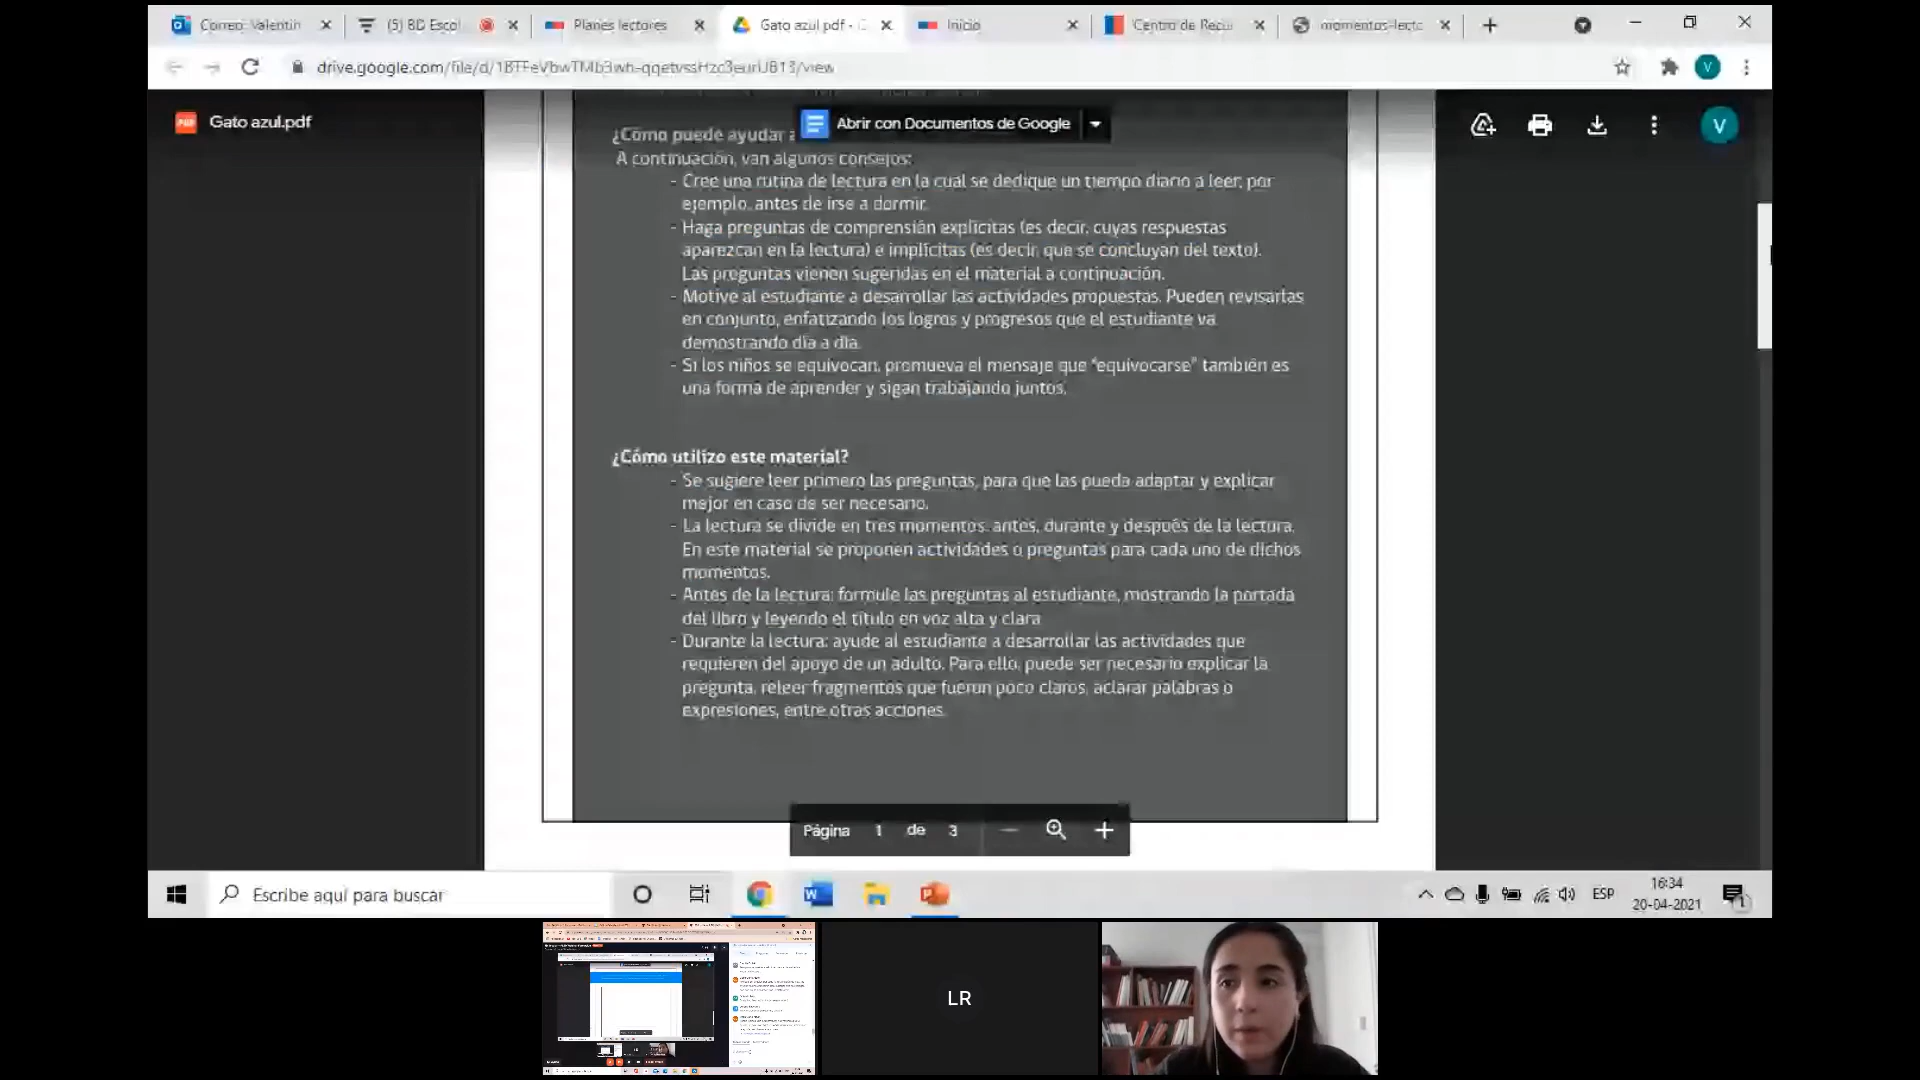 Correo: Valentin
(5) BD Escol
Planes lectores
Gato azul.pdf - G
Inicio
Centro de Recu
momentos-lecto
Gato azul.pdf
Abrir con Documentos de Google
V
V
¿Cómo puede ayudar a
A continuación, van algunos consejos:
- Cree una rutina de lectura en la cual se dedique un tiempo diario a leer, por
ejemplo, antes de irse a dormir.
- Haga preguntas de comprensión explícitas (es decir, cuyas respuestas
aparezcan en la lectura) e implícitas (es decir, que se concluyan del texto).
Las preguntas vienen sugeridas en el material a continuación.
- Motive al estudiante a desarrollar las actividades propuestas. Pueden revisarlas
en conjunto, enfatizando los logros y progresos que el estudiante va
demostrando día a día.
- Si los niños se equivocan, promueva el mensaje que "equivocarse" también es
una forma de aprender y sigan trabajando juntos.
¿Cómo utilizo este material?
- Se sugiere leer primero las preguntas, para que las pueda adaptar y explicar
mejor en caso de ser necesario.
- La lectura se divide en tres momentos: antes, durante y después de la lectura.
En este material se proponen actividades o preguntas para cada uno de dichos
momentos.
- Antes de la lectura: formule las preguntas al estudiante, mostrando la portada
del libro y leyendo el título en voz alta y clara
- Durante la lectura: ayude al estudiante a desarrollar las actividades que
requieren del apoyo de un adulto. Para ello, puede ser necesario explicar la
pregunta, releer fragmentos que fueron poco claros, aclarar palabras o
expresiones, entre otras acciones.
Página 1 de 3
Escribe aquí para buscar
ESP
16:34
20-04-2021
LR